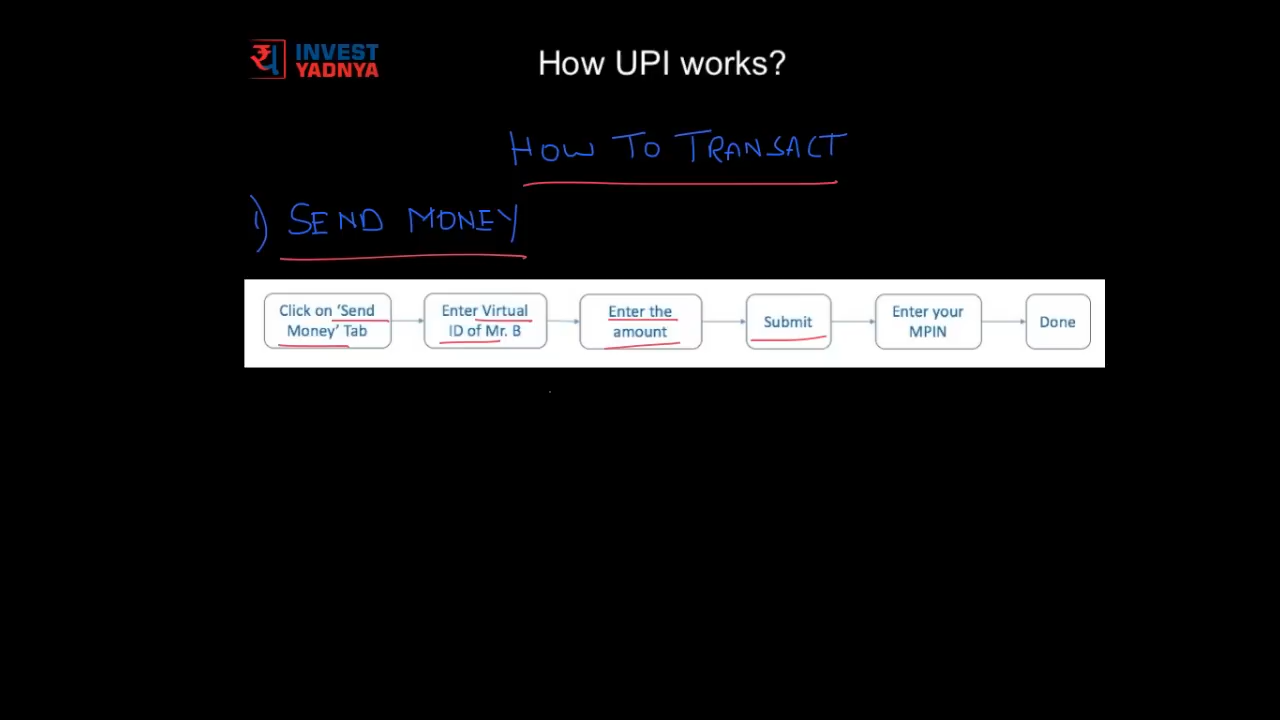 INVEST
YADNYA
How UPI works?
HOW TO TRANSACT
1) SEND MONEY
Click on ‘Send
Money’ Tab
Enter Virtual
ID of Mr. B
Enter the
amount
Submit
Enter your
MPIN
Done